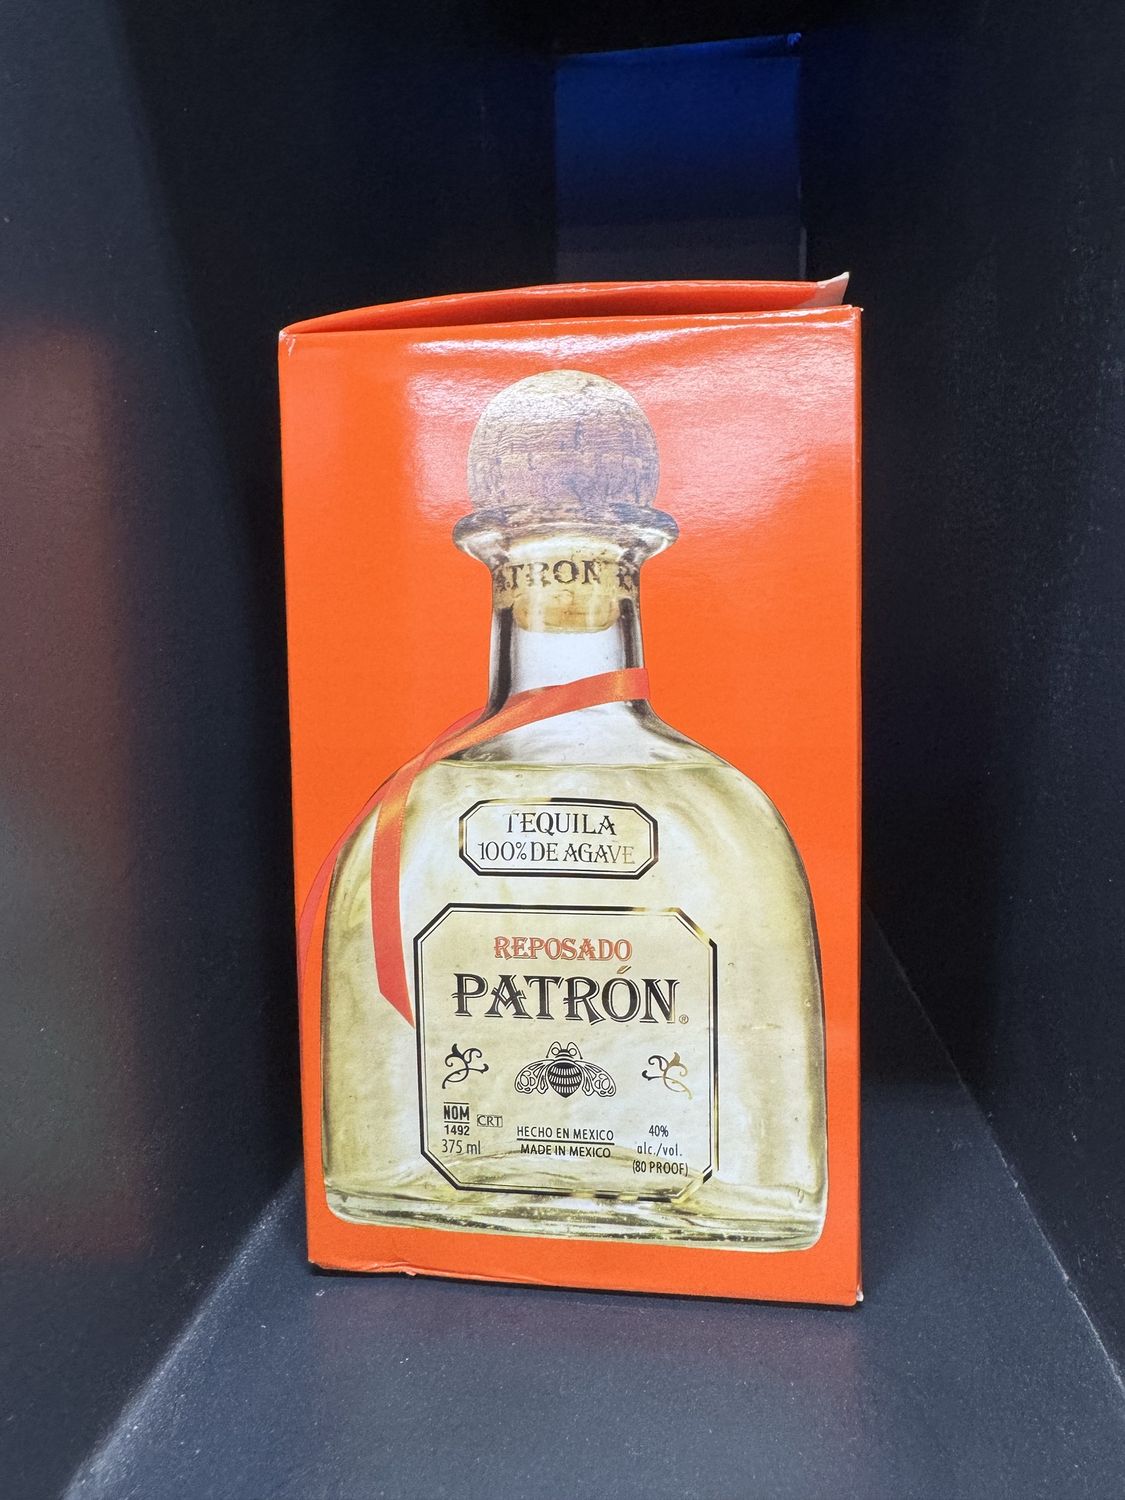 ATRON
TEQUILA
100% DE AGAVE
REPOSADO
PATRÓN®
NOM
1492
CRT
375 ml
HECHO EN MEXICO
MADE IN MEXICO
40%
alc./vol.
(80 PROOF)